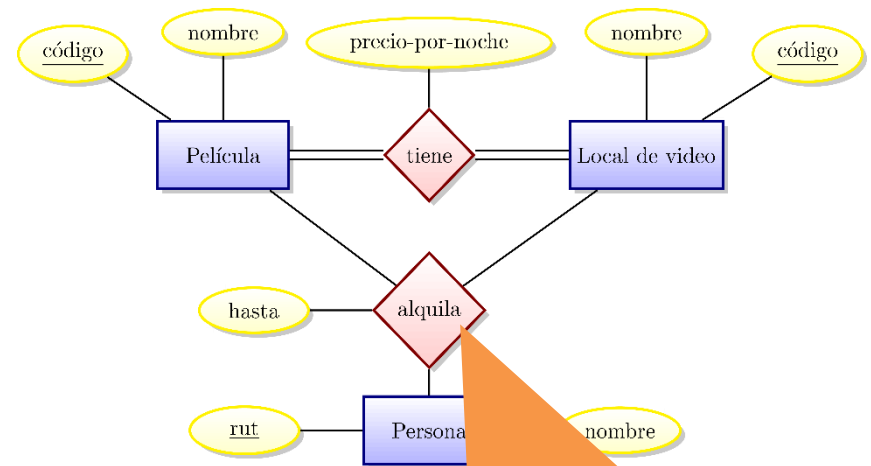 código
nombre
precio-por-noche
nombre
código
Película
tiene
Local de video
hasta
alquila
rut
Persona
nombre